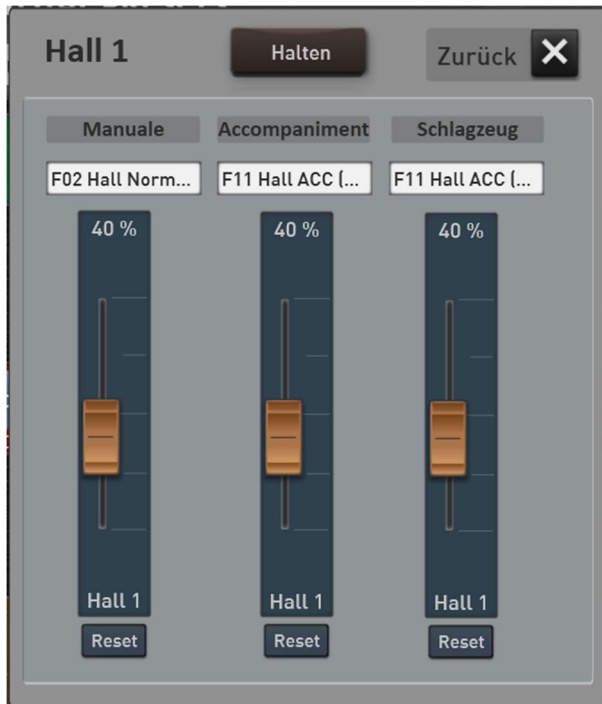 Hall 1
Halten
Zurück
Manuale
Accompaniment
Schlagzeug
F02 Hall Norm...
F11 Hall ACC (...
F11 Hall ACC (...
40 %
40 %
40 %
Hall 1
Hall 1
Hall 1
Reset
Reset
Reset